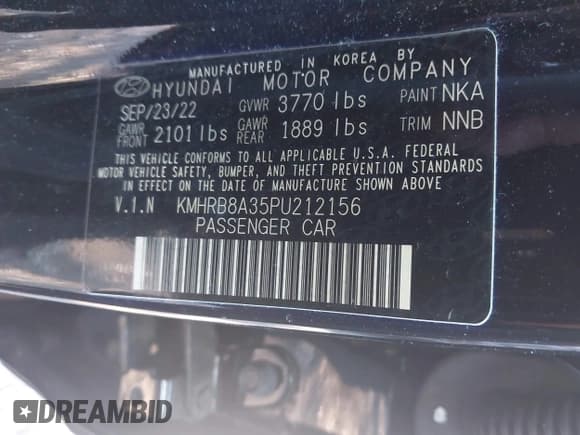 MANUFACTURED IN KOREA BY
HYUNDAI MOTOR COMPANY
SEP/23/22 GVWR 3770 lbs PAINT NKA
GAWR FRONT 2101 lbs GAWR REAR 1889 lbs TRIM NNB
THIS VEHICLE CONFORMS TO ALL APPLICABLE U.S.A. FEDERAL
MOTOR VEHICLE SAFETY, BUMPER, AND THEFT PREVENTION STANDARDS
IN EFFECT ON THE DATE OF MANUFACTURE SHOWN ABOVE
V.I.N KMHRB8A35PU212156
PASSENGER CAR
DREAMBID